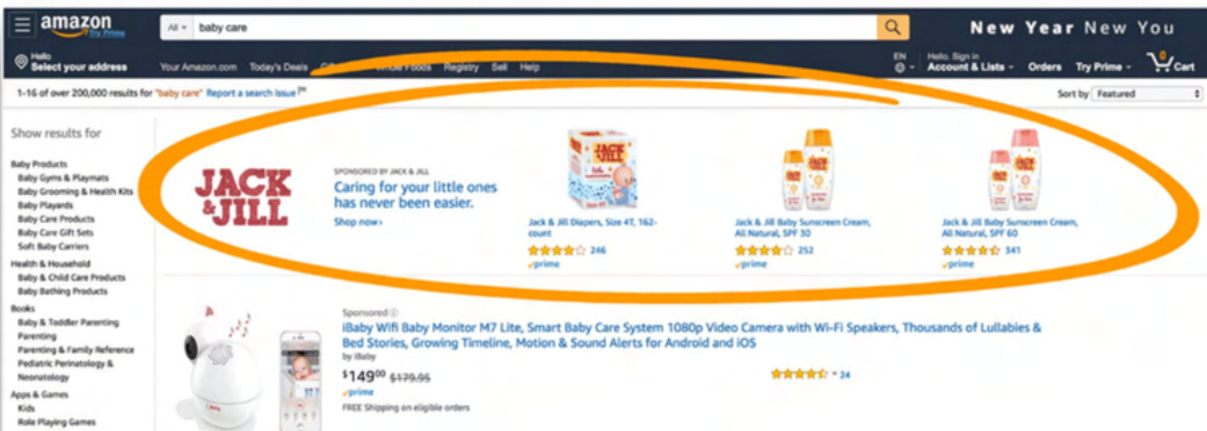 amazon
Try Prime
All
baby care
New Year New You
Hello
Select your address
Your Amazon.com Today's Deals Whole Foods Registry Sell Help
EN
Hello. Sign in
Account & Lists
Orders
Try Prime
0
Cart
1-16 of over 200,000 results for "baby care" Report a search issue
Sort by Featured
Show results for
Baby Products
Baby Gyms & Playmats
Baby Grooming & Health Kits
Baby Playards
Baby Care Products
Baby Care Gift Sets
Soft Baby Carriers
Health & Household
Baby & Child Care Products
Baby Bathing Products
Books
Baby & Toddler Parenting
Parenting
Parenting & Family Reference
Pediatric Perinatology &
Neonatology
Apps & Games
Kids
Role Playing Games
JACK
& JILL
SPONSORED BY JACK & JILL
Caring for your little ones
has never been easier.
Shop now›
JACK
& JILL
Jack & Jill Diapers, Size 4T, 162-
count
246
prime
Jack & Jill Baby Sunscreen Cream,
All Natural, SPF 30
252
prime
Jack & Jill Baby Sunscreen Cream,
All Natural, SPF 60
341
prime
Sponsored
iBaby Wifi Baby Monitor M7 Lite, Smart Baby Care System 1080p Video Camera with Wi-Fi Speakers, Thousands of Lullabies &
Bed Stories, Growing Timeline, Motion & Sound Alerts for Android and iOS
by iBaby
$149⁰⁰ $179.95
prime
FREE Shipping on eligible orders
24